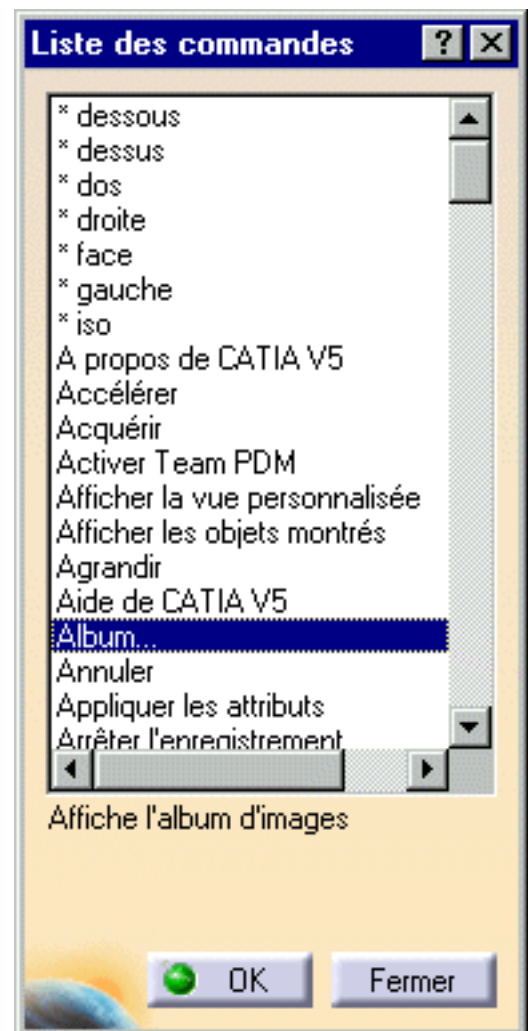 Liste des commandes
* dessous
* dessus
* dos
* droite
* face
* gauche
* iso
A propos de CATIA V5
Accélérer
Acquérir
Activer Team PDM
Afficher la vue personnalisée
Afficher les objets montrés
Agrandir
Aide de CATIA V5
Album...
Annuler
Appliquer les attributs
Arrêter l'enregistrement
Affiche l'album d'images
OK
Fermer